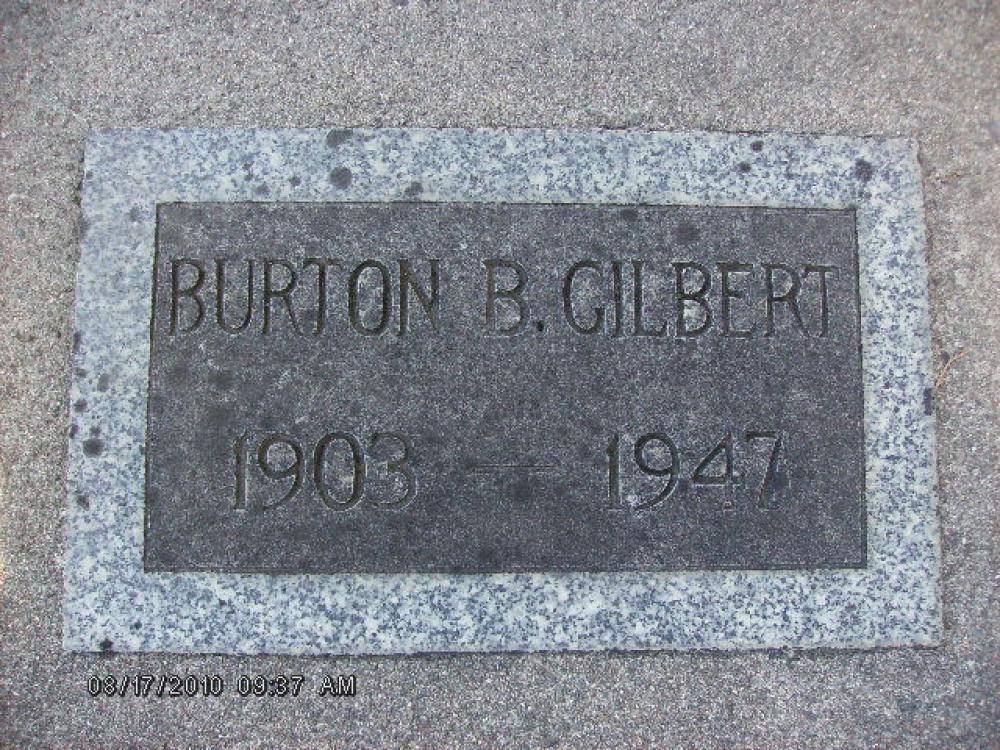 BURTON B. GILBERT
1903 — 1947
08/17/2010 09:37 AM